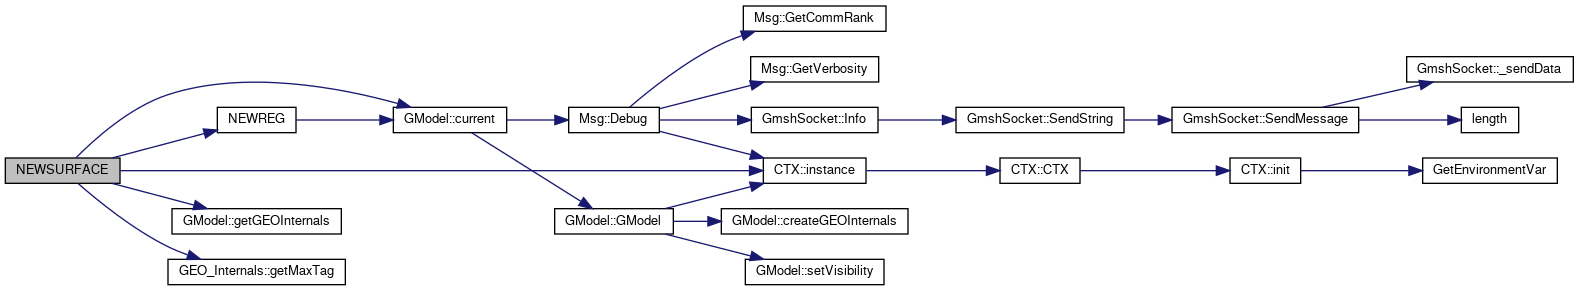 NEWSURFACE
NEWREG
GModel::getGEOInternals
GEO_Internals::getMaxTag
GModel::current
Msg::Debug
GModel::GModel
Msg::GetCommRank
Msg::GetVerbosity
GmshSocket::Info
CTX::instance
GModel::createGEOInternals
GModel::setVisibility
GmshSocket::SendString
CTX::CTX
GmshSocket::SendMessage
CTX::init
GmshSocket::_sendData
length
GetEnvironmentVar